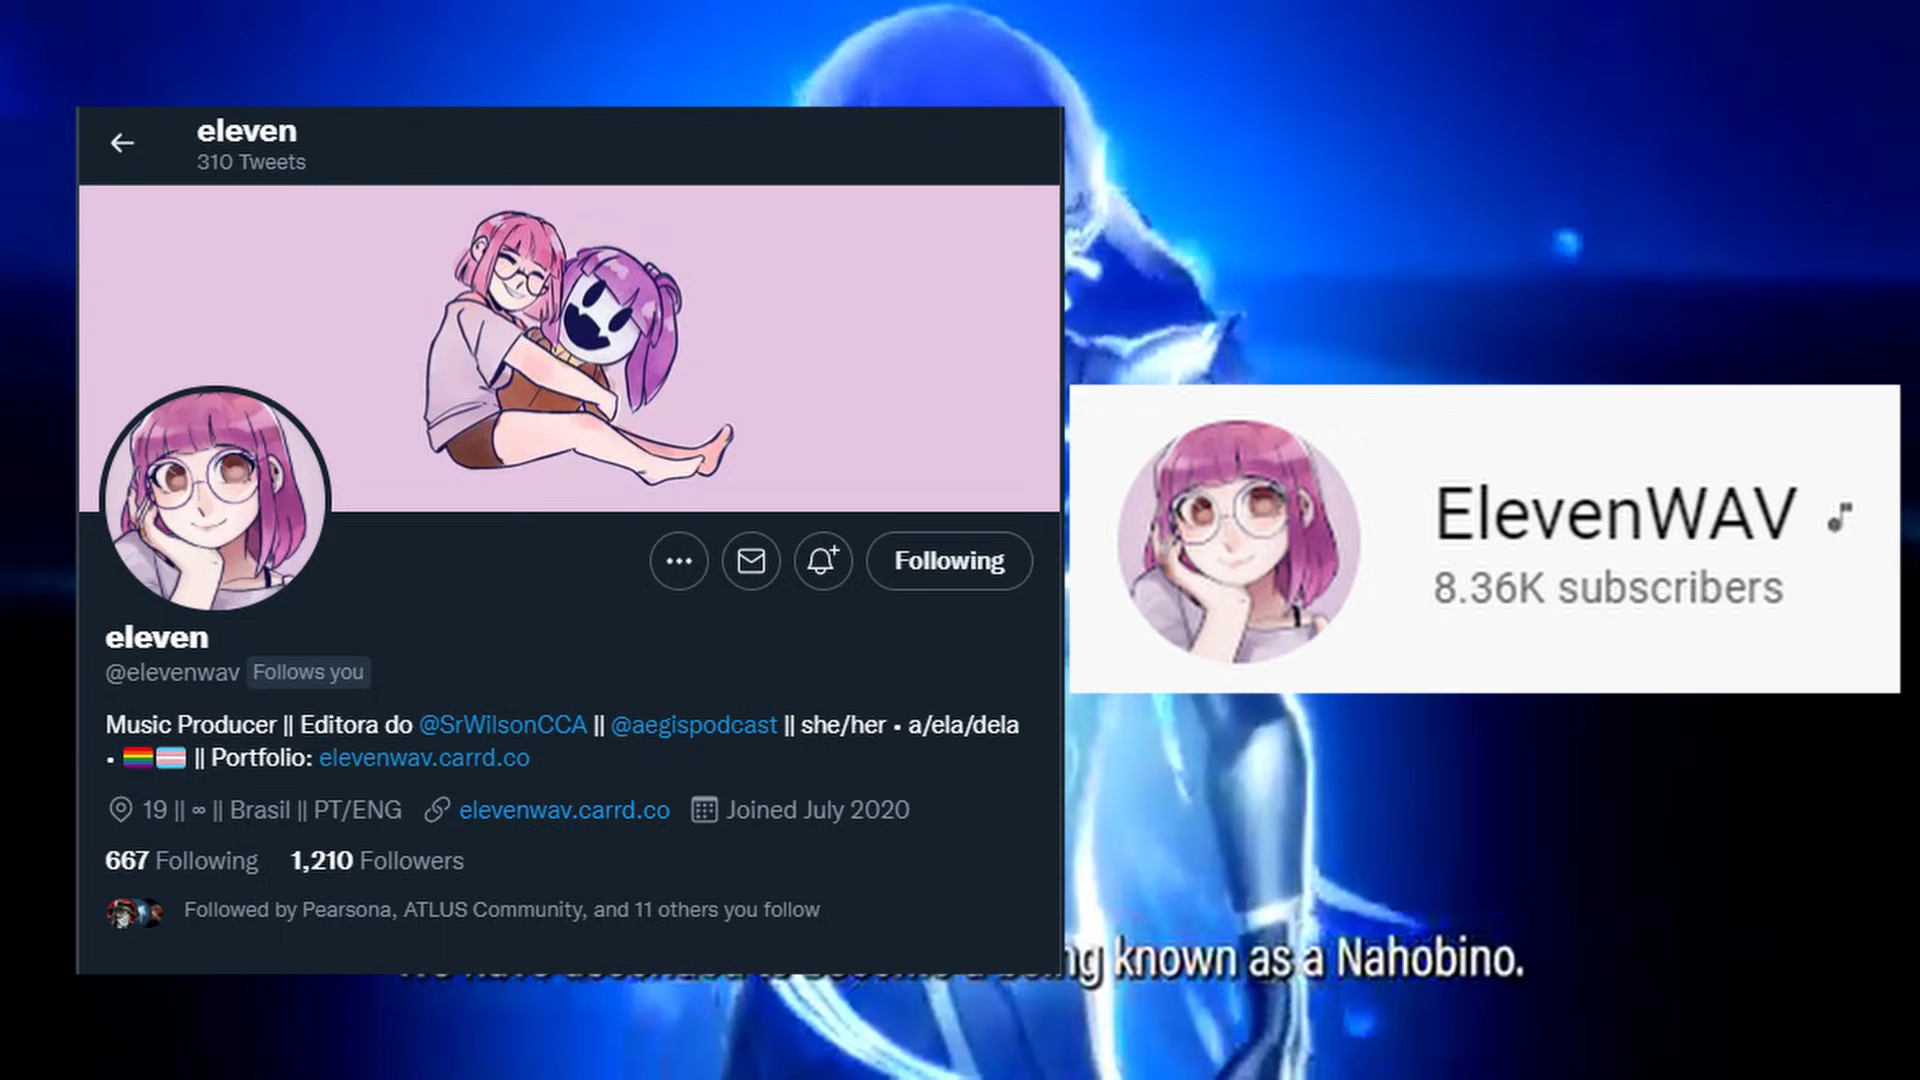 eleven
310 Tweets
Following
eleven
@elevenwav Follows you
Music Producer || Editora do @SrWilsonCCA || @aegispodcast || she/her • a/ela/dela
• || Portfolio: elevenwav.carrd.co
19 || ∞ || Brasil || PT/ENG elevenwav.carrd.co Joined July 2020
667 Following 1,210 Followers
Followed by Pearsona, ATLUS Community, and 11 others you follow
ElevenWAV
8.36K subscribers
known as a Nahobino.